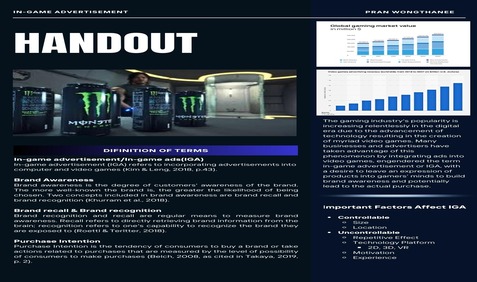 IN-GAME ADVERTISEMENT
PRAN WONGTHANEE
HANDOUT
DIFINITION OF TERMS
In-game advertisement/In-game ads(IGA)
In-game advertisement (IGA) refers to incorporating advertisements into
computer and video games (Kim & Leng, 2018, p.43).
Brand Awareness
Brand awareness is the degree of customers' awareness of the brand.
The more well-known the brand is, the greater the likelihood of being
chosen. Two concepts included in brand awareness are brand recall and
brand recognition (Khurram et al., 2018).
Brand recall & Brand recognition
Brand recognition and recall are regular means to measure brand
awareness. Recall refers to directly retrieving brand information from the
brain; recognition refers to one's capability to recognize the brand they
are exposed to (Roettl & Terlutter, 2018).
Purchase Intention
Purchase Intention is the tendency of consumers to buy a brand or take
actions related to purchases that are measured by the level of possibility
of consumers to make purchases (Belch, 2008, as cited in Takaya, 2019,
p. 2).
Global gaming market value
in million $
The gaming industry's popularity is
increasing relentlessly in the digital
era due to the advancement of
technology resulting in the creation
of myriad video games. Many
businesses and advertisers have
taken advantage of this
phenomenon by integrating ads into
video games, engendered the term
in-game advertisement or IGA, with
a desire to leave an expression of
products into gamers' minds to build
brand awareness and potentially
lead to the actual purchase.
Important Factors Affect IGA
Controllable
Size
Location
Uncontrollable
Repetitive Effect
Technology Platform
2D, 3D, VR
Motivation
Experience